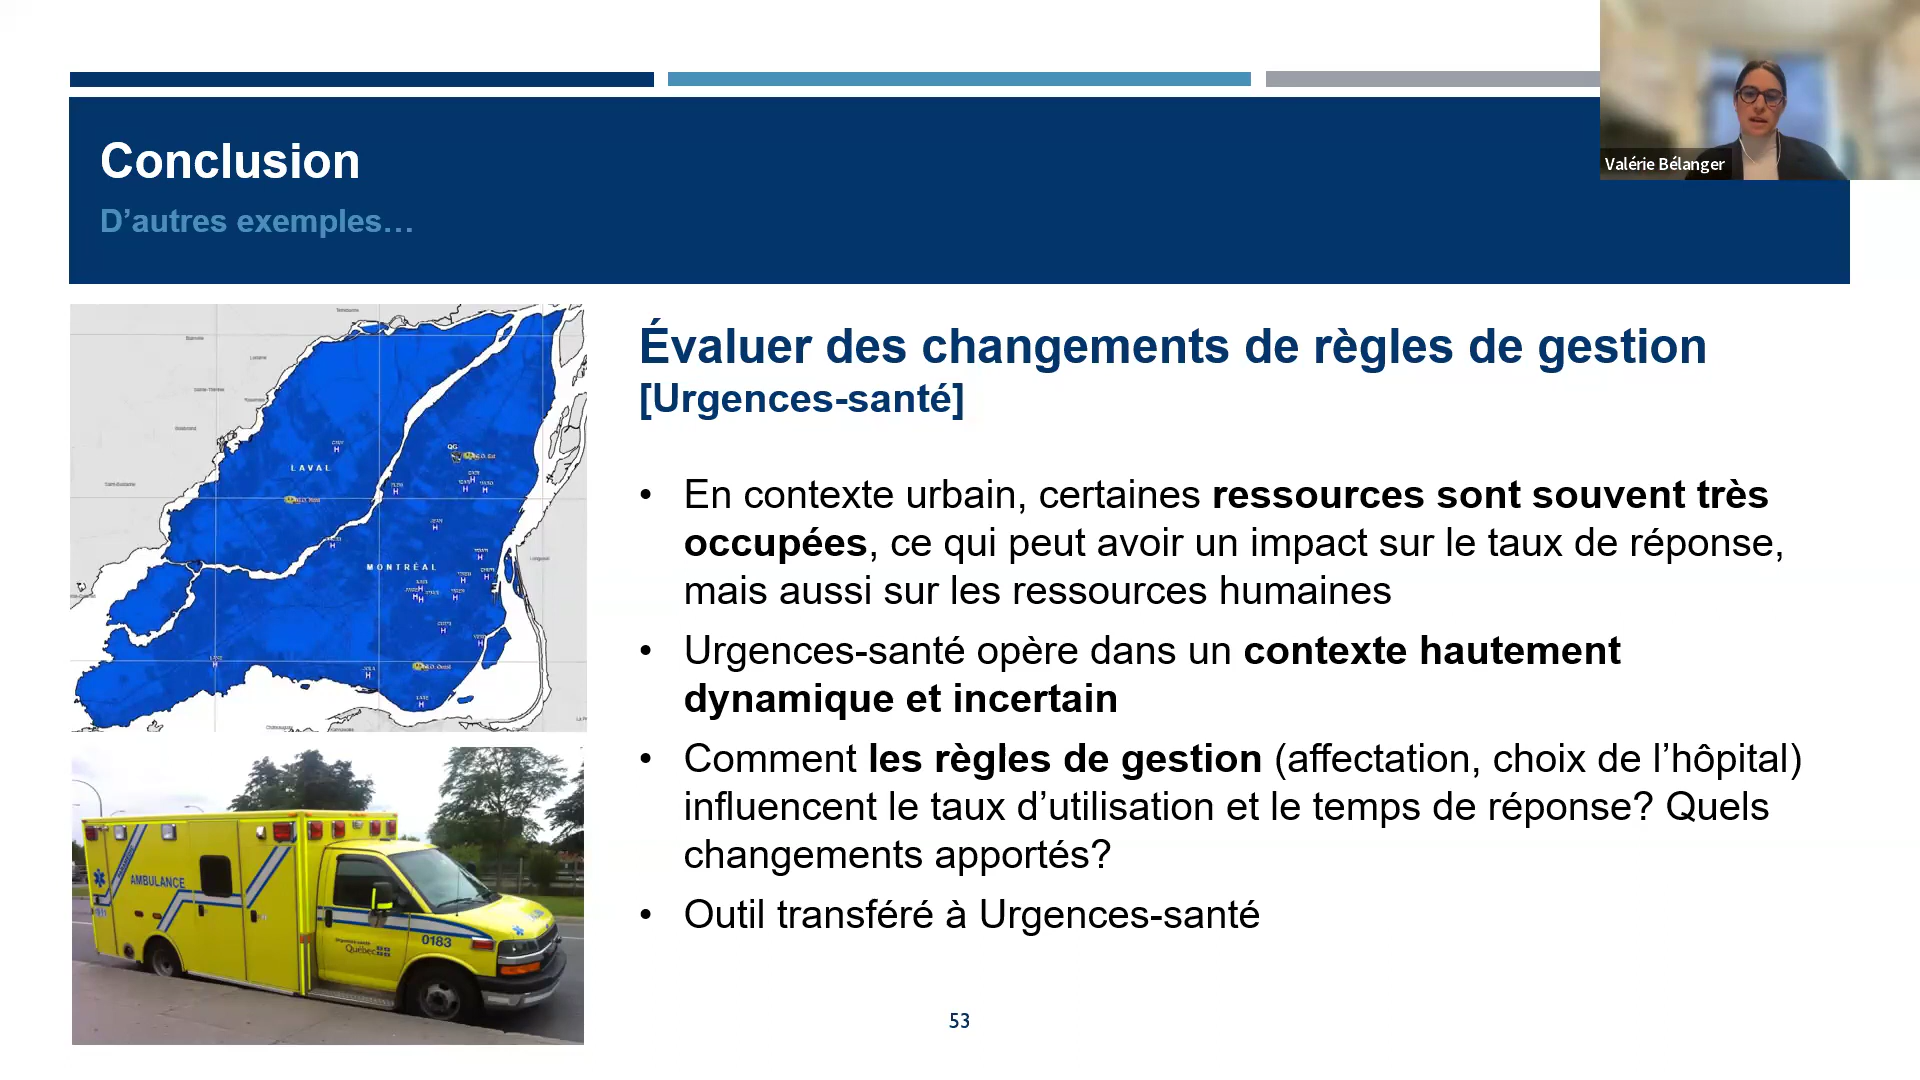 Valérie Bélanger
Conclusion
D’autres exemples…
LAVAL
MONTRÉAL
QG
AMBULANCE
0183
Québec
Évaluer des changements de règles de gestion
[Urgences-santé]
• En contexte urbain, certaines ressources sont souvent très
occupées, ce qui peut avoir un impact sur le taux de réponse,
mais aussi sur les ressources humaines
• Urgences-santé opère dans un contexte hautement
dynamique et incertain
• Comment les règles de gestion (affectation, choix de l’hôpital)
influencent le taux d’utilisation et le temps de réponse? Quels
changements apportés?
• Outil transféré à Urgences-santé
53